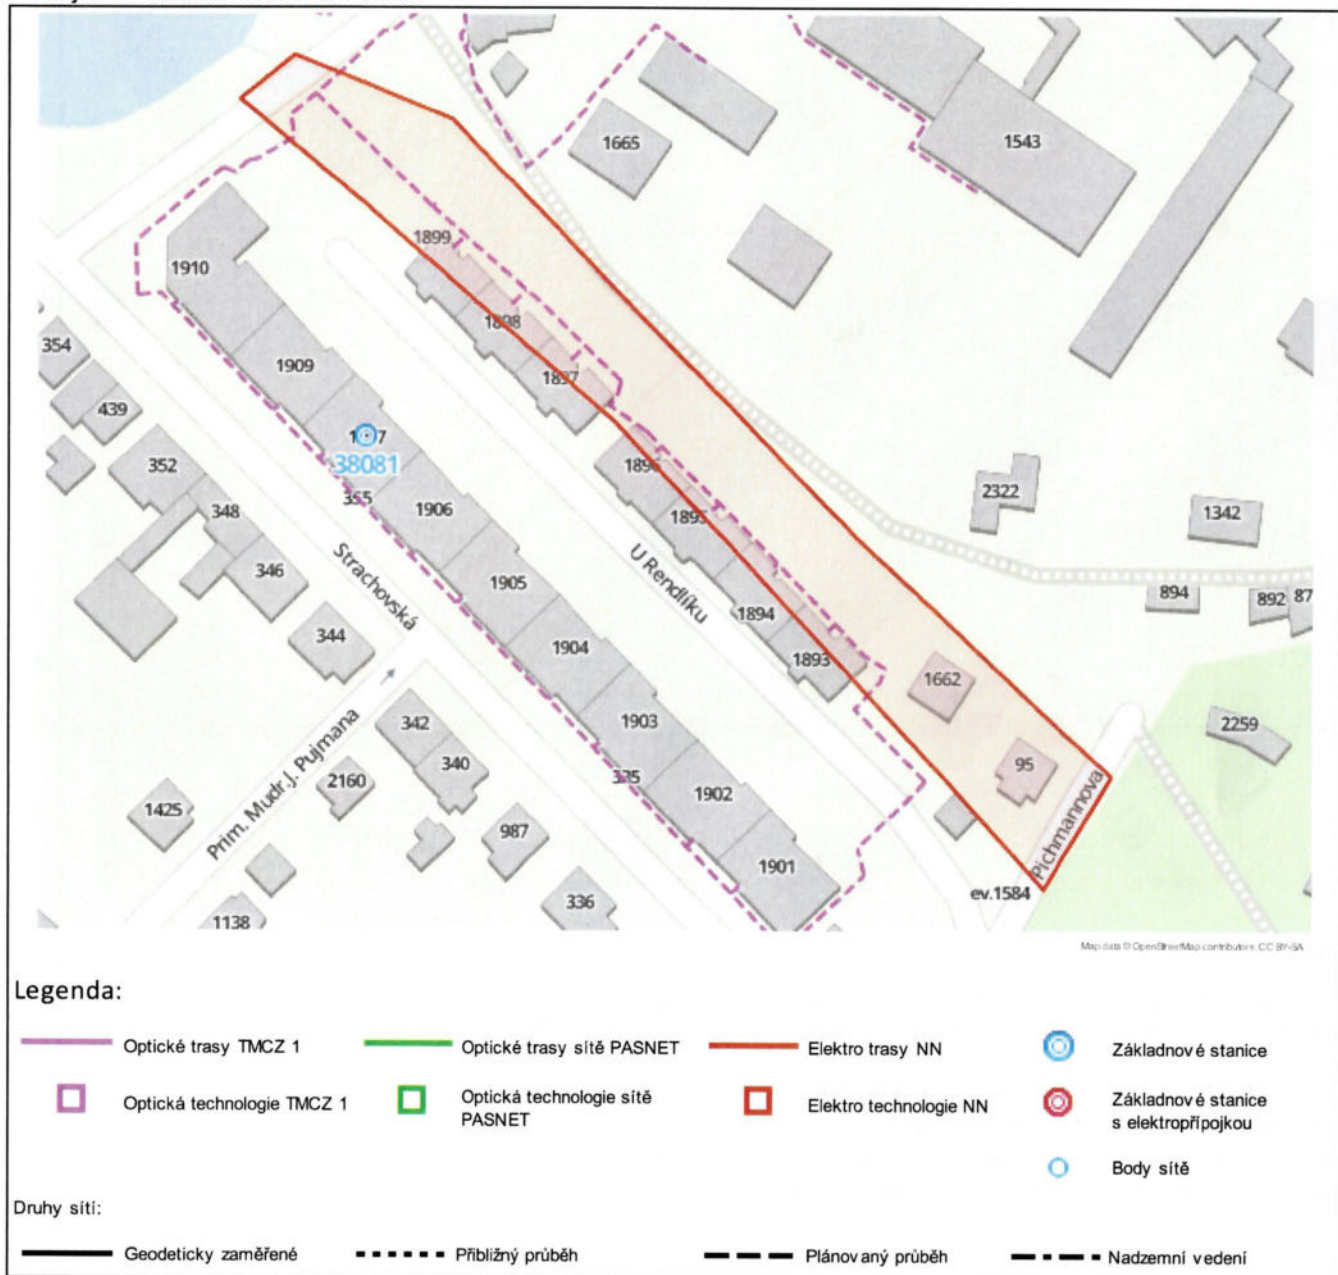 1665
1543
1899
1910
1898
354
1909
1897
439
38081
352
1896
2322
355
1906
348
1895
1342
Strachovská
U Rendlíku
346
1905
894
892
87
1894
344
1904
1893
1662
342
1903
2259
340
95
335
2160
1902
Pichmannova
Prim. Mudr. J. Pujmana
1425
987
1901
ev.1584
336
1138
Map data © OpenStreetMap contributors, CC BY-SA
Legenda:
Optické trasy TMCZ 1
Optické trasy sítě PASNET
Elektro trasy NN
Základnové stanice
Optická technologie TMCZ 1
Optická technologie sítě
PASNET
Elektro technologie NN
Základnové stanice
s elektropřípojkou
Body sítě
Druhy sítí:
Geodeticky zaměřené
Přibližný průběh
Plánovaný průběh
Nadzemní vedení